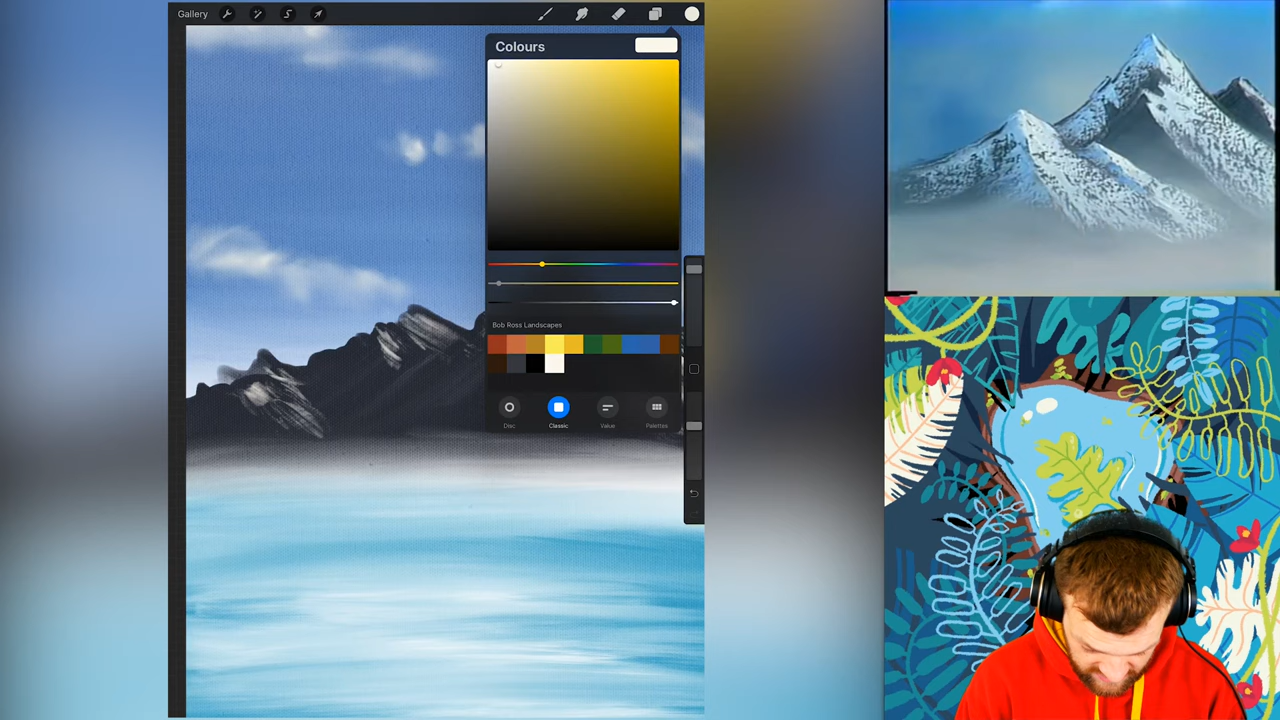 Gallery
Colours
Bob Ross Landscapes
Disc
Classic
Value
Palettes